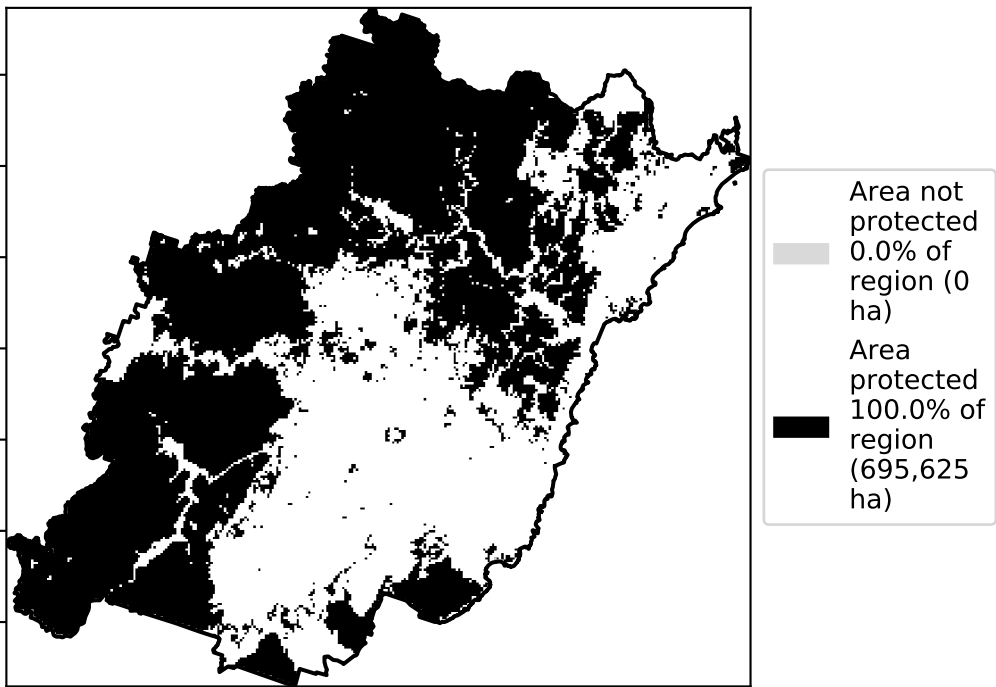 Area not
protected
0.0% of
region (0
ha)
Area
protected
100.0% of
region
(695,625
ha)